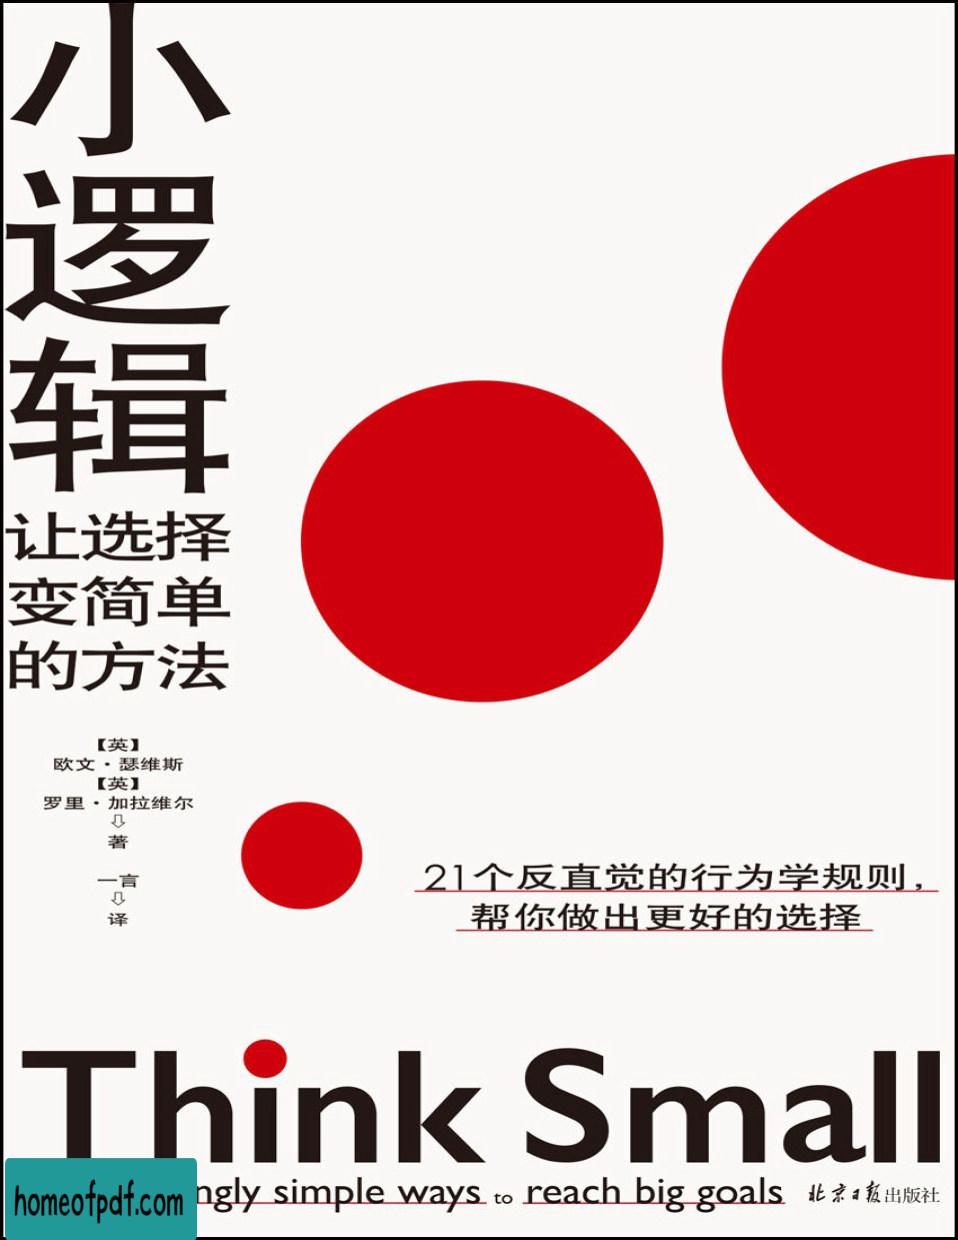 小
逻
辑
让选择
变简单
的方法
【英】
欧文·瑟维斯
【英】
罗里·加拉维尔
⇩
著
一言
⇩
译
21个反直觉的行为学规则，
帮你做出更好的选择
Think Small
ngly simple ways to reach big goals
北京日报出版社
homeofpdf.com